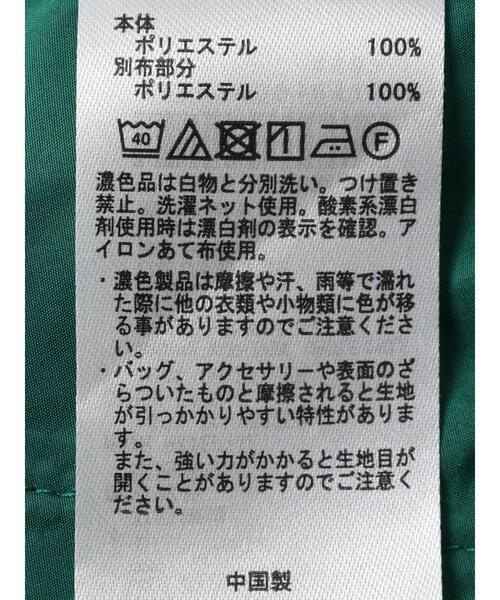 本体
ポリエステル 100%
別布部分
ポリエステル 100%
40 F
濃色品は白物と分別洗い。つけ置き
禁止。洗濯ネット使用。酸素系漂白
剤使用時は漂白剤の表示を確認。ア
イロンあて布使用。
・濃色製品は摩擦や汗、雨等で濡れ
た際に他の衣類や小物類に色が移
る事がありますのでご注意くださ
い。
・バッグ、アクセサリーや表面のざ
らついたものと摩擦されると生地
が引っかかりやすい特性がありま
す。
また、強い力がかかると生地目が
開くことがありますのでご注意く
ださい。
中国製